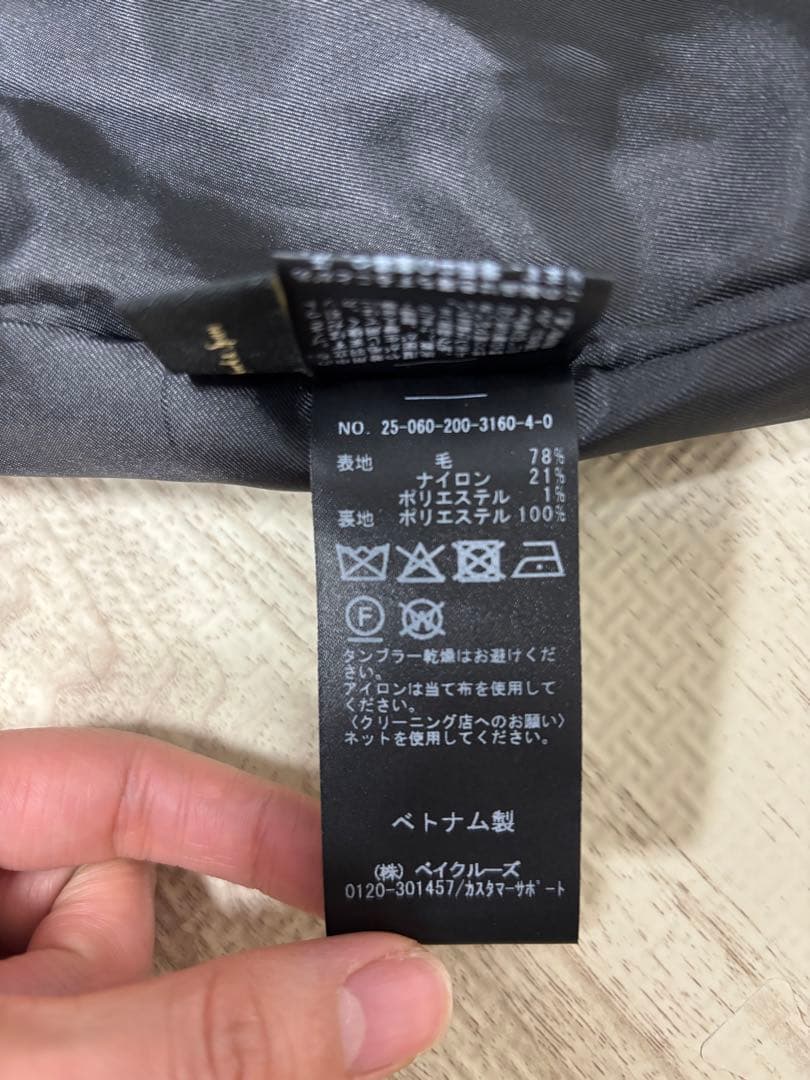 NO. 25-060-200-3160-4-0
表地 毛 78%
ナイロン 21%
ポリエステル 1%
裏地 ポリエステル 100%
F W
タンブラー乾燥はお避けくだ
さい。
アイロンは当て布を使用して
ください。
〈クリーニング店へのお願い〉
ネットを使用してください。
ベトナム製
(株) ベイクルーズ
0120-301457/カスタマーサポート